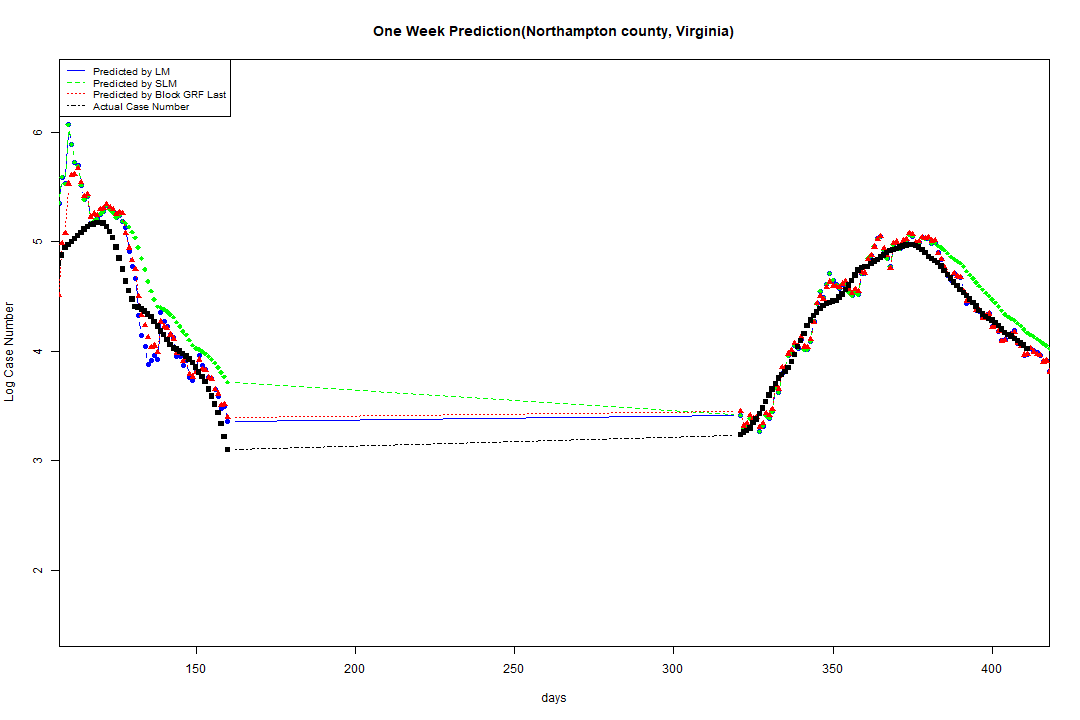 One Week Prediction(Northampton county, Virginia)
Predicted by LM
Predicted by SLM
Predicted by Block GRF Last
Actual Case Number
Log Case Number
6
5
4
3
2
150 200 250 300 350 400
days